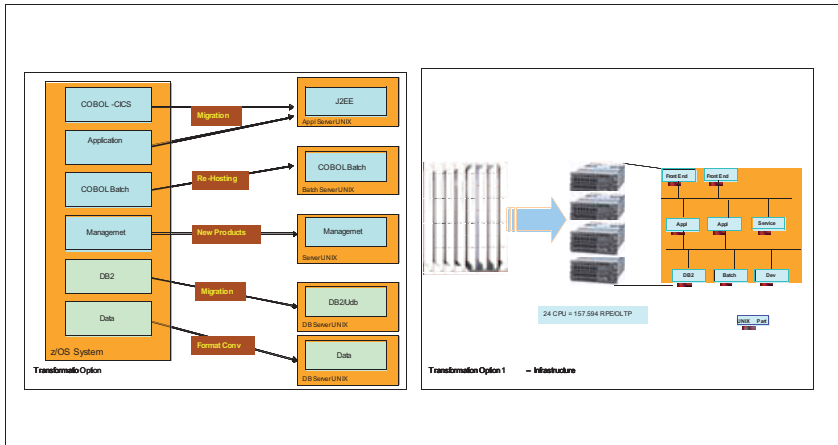 COBOL -CICS
Application
COBOL Batch
Managemet
DB2
Data
z/OS System
Migration
Re-Hosting
New Products
Migration
Format Conv
J2EE
Appl Server UNIX
COBOL Batch
Batch Server UNIX
Managemet
Server UNIX
DB2/Udb
DB Server UNIX
Data
DB Server UNIX
Transformatio Option
Front End
Front End
Appl
Appl
Service
DB2
Batch
Dev
24 CPU = 157.594 RPE/OLTP
UNIX Part
Transformation Option 1 – Infrastructure